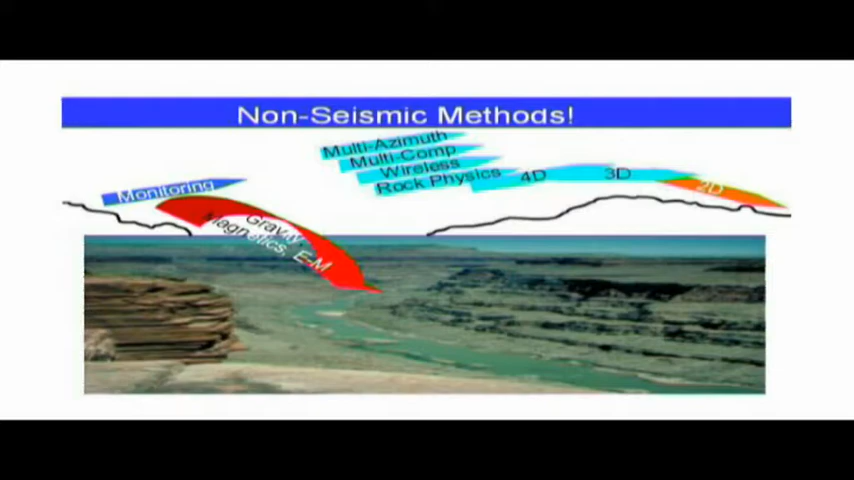 Non-Seismic Methods!
Multi-Azimuth
Multi-Comp
Wireless
Rock Physics
4D
3D
2D
Monitoring
Gravity,
Magnetics, E-M